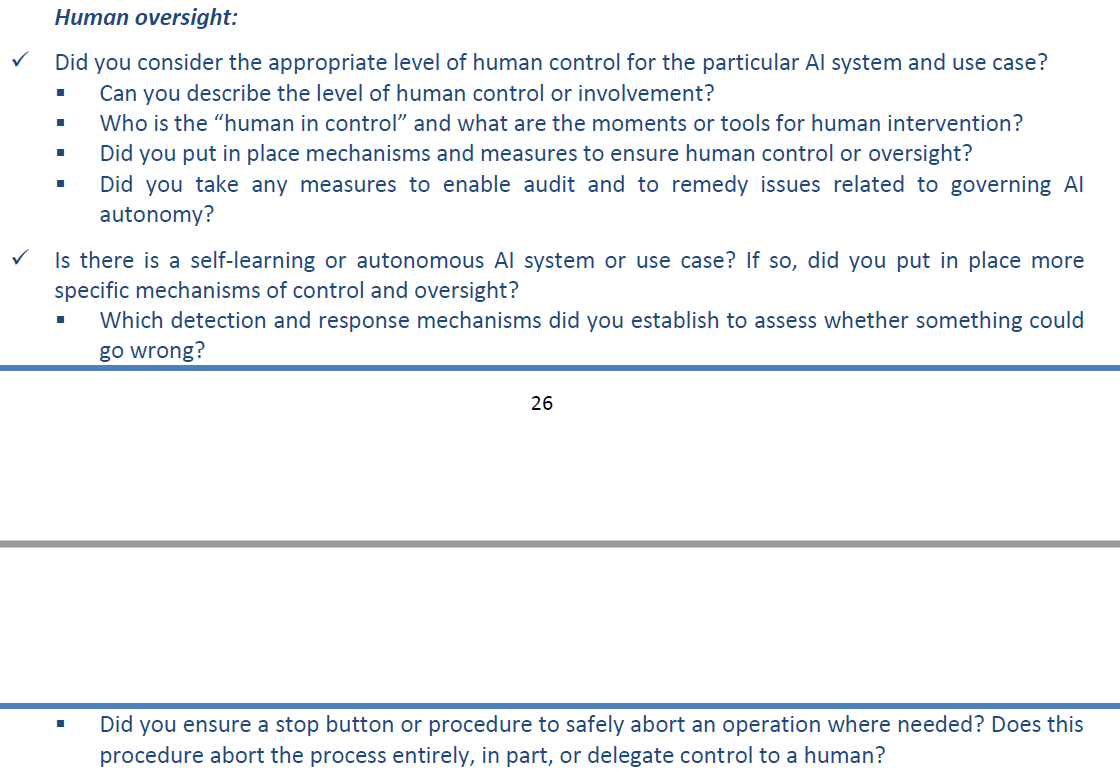 Human oversight:
✓ Did you consider the appropriate level of human control for the particular AI system and use case?
▪ Can you describe the level of human control or involvement?
▪ Who is the “human in control” and what are the moments or tools for human intervention?
▪ Did you put in place mechanisms and measures to ensure human control or oversight?
▪ Did you take any measures to enable audit and to remedy issues related to governing AI
autonomy?
✓ Is there is a self-learning or autonomous AI system or use case? If so, did you put in place more
specific mechanisms of control and oversight?
▪ Which detection and response mechanisms did you establish to assess whether something could
go wrong?
26
▪ Did you ensure a stop button or procedure to safely abort an operation where needed? Does this
procedure abort the process entirely, in part, or delegate control to a human?